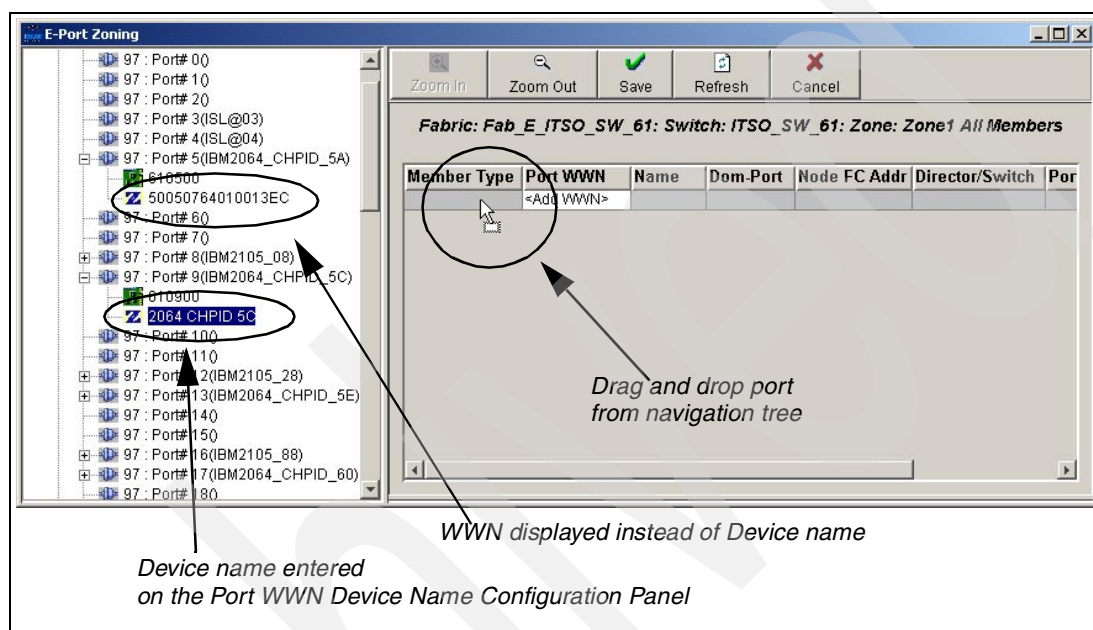 E-Port Zoning
97 : Port# 0()
97 : Port# 1()
97 : Port# 2()
97 : Port# 3(ISL@03)
97 : Port# 4(ISL@04)
97 : Port# 5(IBM2064_CHPID_5A)
610500
50050764010013EC
97 : Port# 6()
97 : Port# 7()
97 : Port# 8(IBM2105_08)
97 : Port# 9(IBM2064_CHPID_5C)
610900
2064 CHPID 5C
97 : Port# 10()
97 : Port# 11()
97 : Port# 12(IBM2105_28)
97 : Port# 13(IBM2064_CHPID_5E)
97 : Port# 14()
97 : Port# 15()
97 : Port# 16(IBM2105_88)
97 : Port# 17(IBM2064_CHPID_60)
97 : Port# 18()
Zoom In Zoom Out Save Refresh Cancel
Fabric: Fab_E_ITSO_SW_61: Switch: ITSO_SW_61: Zone: Zone1 All Members
Member Type Port WWN Name Dom-Port Node FC Addr Director/Switch Por
<Add WWN>
Drag and drop port
from navigation tree
WWN displayed instead of Device name
Device name entered
on the Port WWN Device Name Configuration Panel